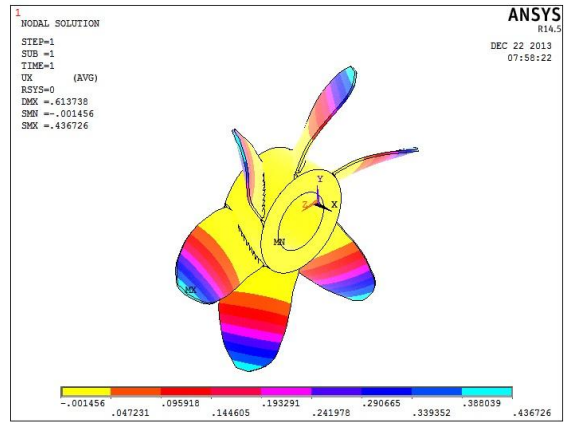 1
NODAL SOLUTION
STEP=1
SUB =1
TIME=1
UX (AVG)
RSYS=0
DMX =.613738
SMN =-.001456
SMX =.436726
ANSYS
R14.5
DEC 22 2013
07:58:22
Y
Z X
MN
MX
-.001456 .095918 .193291 .290665 .388039
.047231 .144605 .241978 .339352 .436726